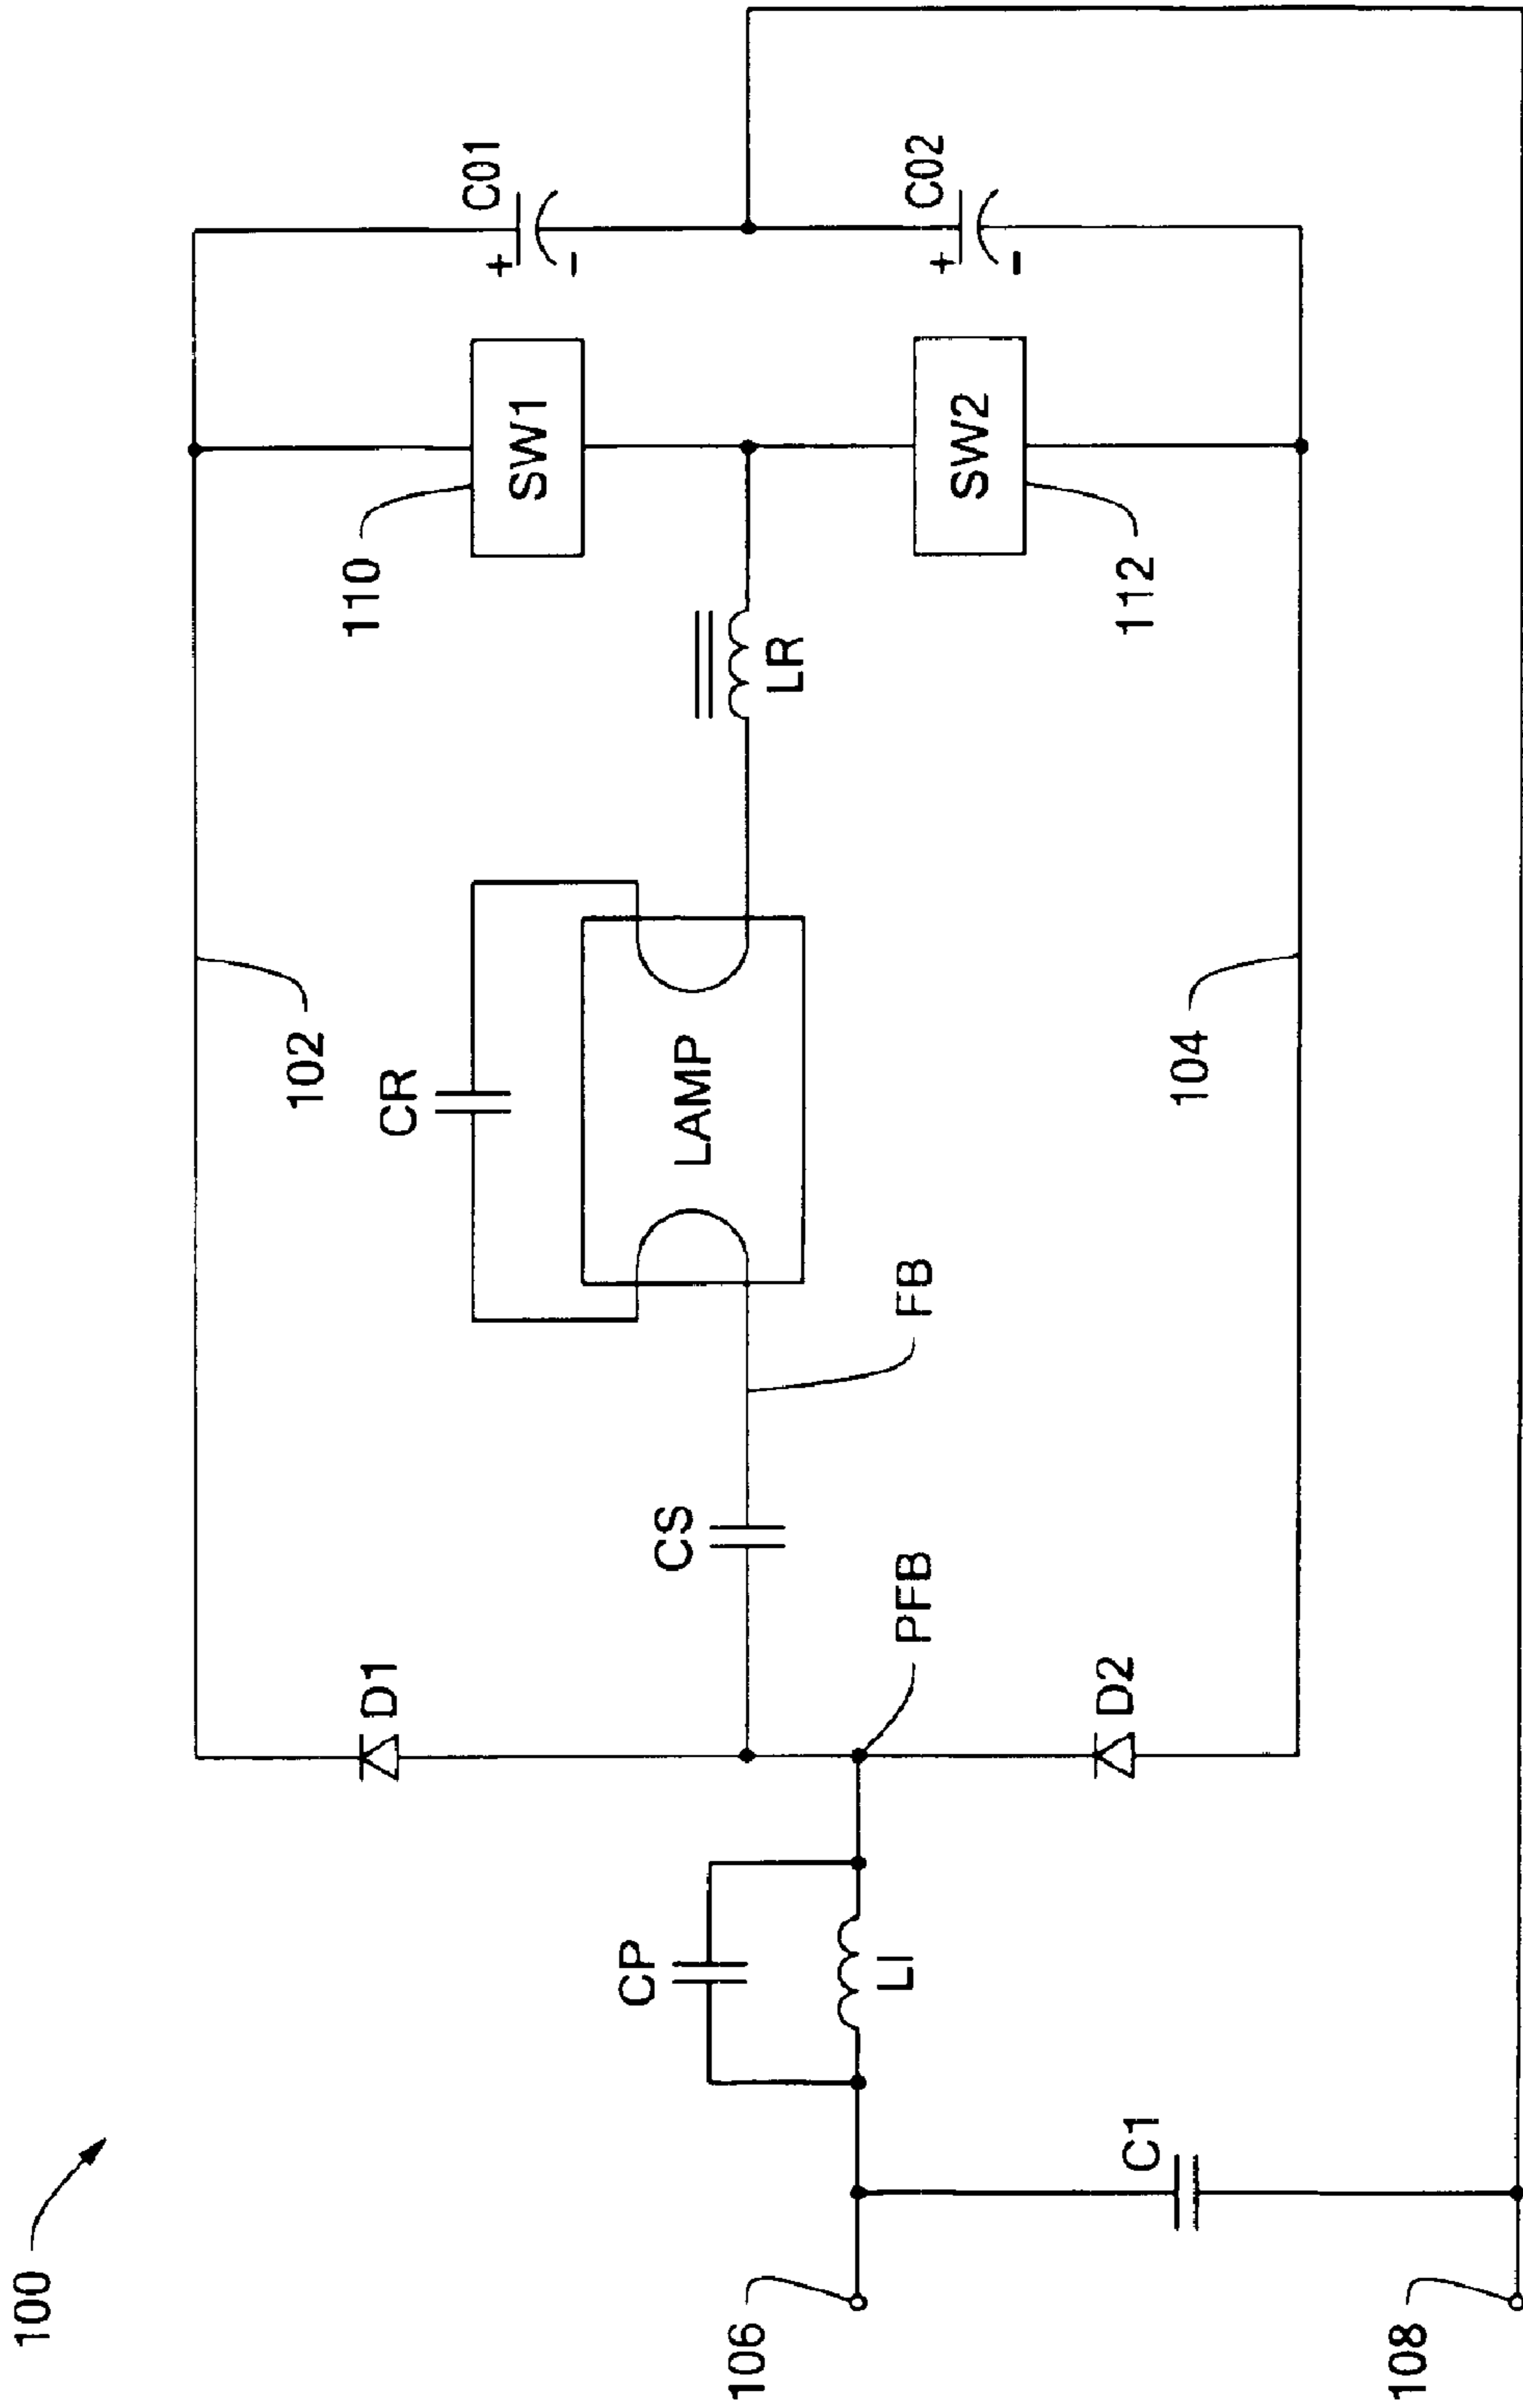 100
102
110
D1
CR
C01
+
-
SW1
CP
CS
LAMP
106
LR
LI
PFB
FB
C02
+
-
SW2
D2
112
C1
104
108